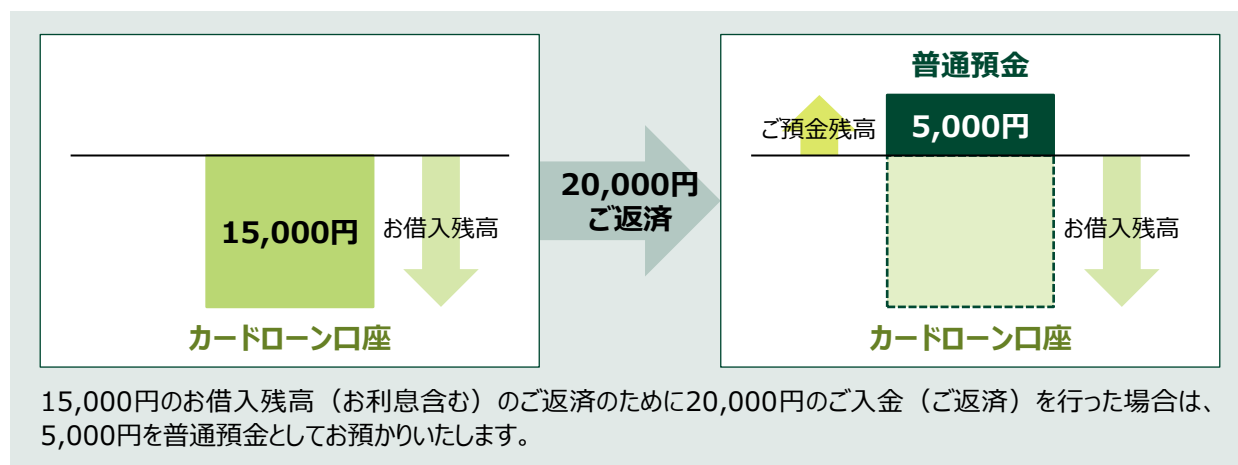 15,000円
お借入残高
カードローン口座
20,000円
ご返済
普通預金
ご預金残高
5,000円
お借入残高
カードローン口座
15,000円のお借入残高（お利息含む）のご返済のために20,000円のご入金（ご返済）を行った場合は、
5,000円を普通預金としてお預かりいたします。